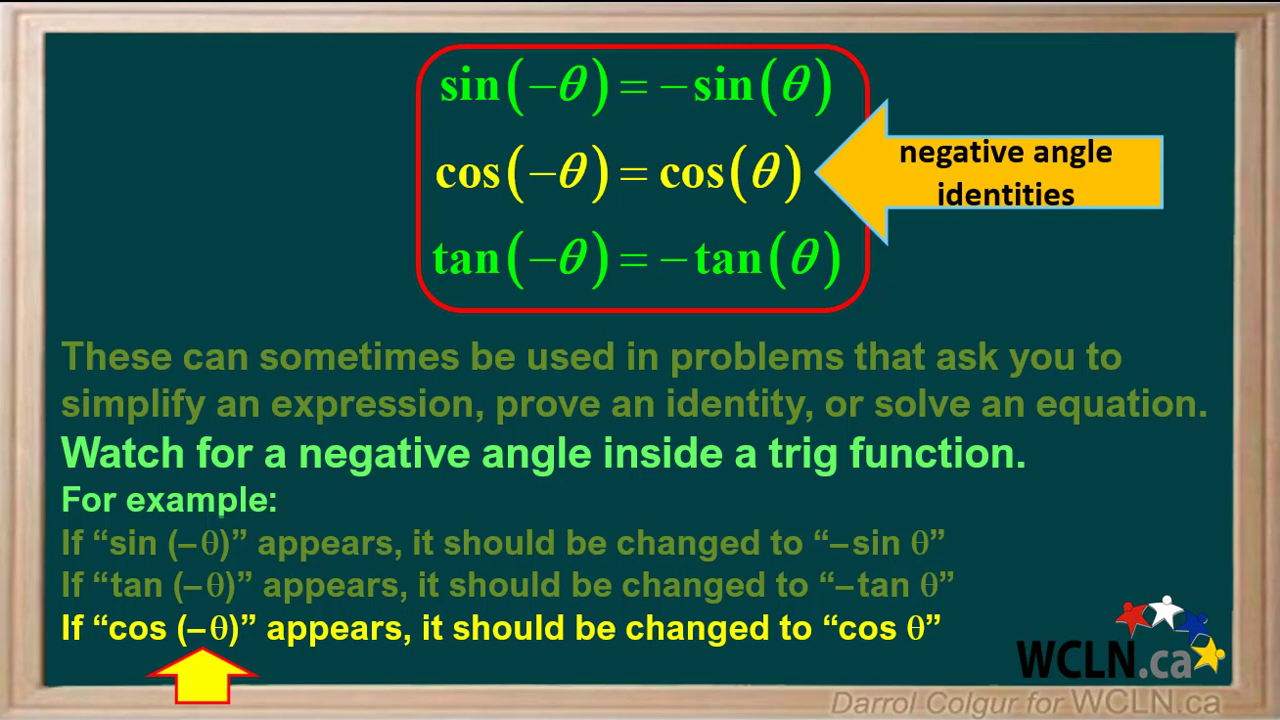 sin(−θ) = −sin(θ)
cos(−θ) = cos(θ)
tan(−θ) = −tan(θ)
negative angle
identities
These can sometimes be used in problems that ask you to
simplify an expression, prove an identity, or solve an equation.
Watch for a negative angle inside a trig function.
For example:
If “sin (−θ)” appears, it should be changed to “−sin θ”
If “tan (−θ)” appears, it should be changed to “−tan θ”
If “cos (−θ)” appears, it should be changed to “cos θ”
WCLN.ca
Darrol Colgur for WCLN.ca